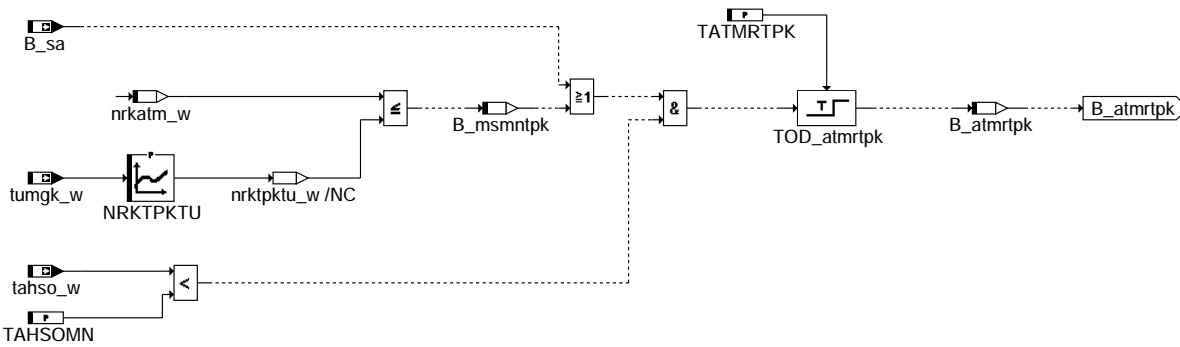 P
TATMRTPK
B_sa
nrkatm_w
≤
B_msmntpk
≥1
&
T
TOD_atmrtpk
B_atmrtpk
B_atmrtpk
tumgk_w
P
NRKTPKTU
nrktpktu_w /NC
tahso_w
<
P
TAHSOMN